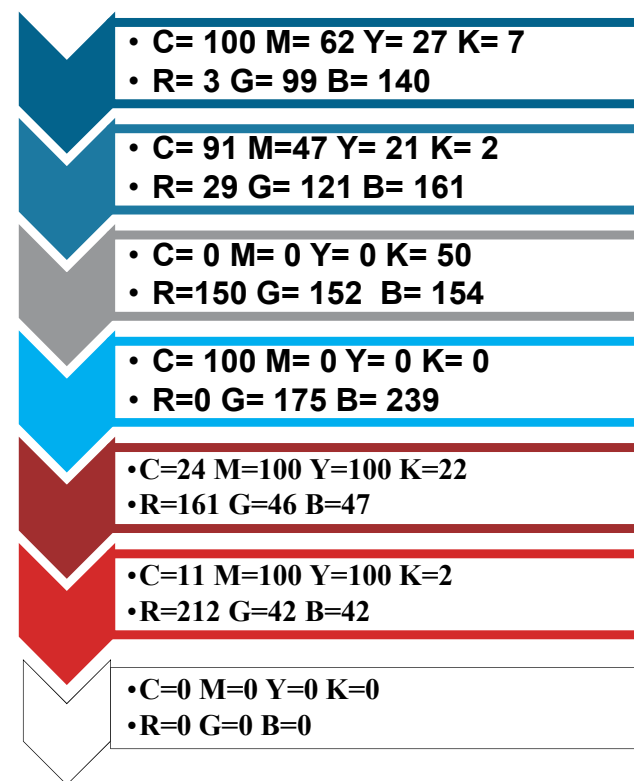 • C= 100 M= 62 Y= 27 K= 7
• R= 3 G= 99 B= 140
• C= 91 M=47 Y= 21 K= 2
• R= 29 G= 121 B= 161
• C= 0 M= 0 Y= 0 K= 50
• R=150 G= 152 B= 154
• C= 100 M= 0 Y= 0 K= 0
• R=0 G= 175 B= 239
•C=24 M=100 Y=100 K=22
•R=161 G=46 B=47
•C=11 M=100 Y=100 K=2
•R=212 G=42 B=42
•C=0 M=0 Y=0 K=0
•R=0 G=0 B=0